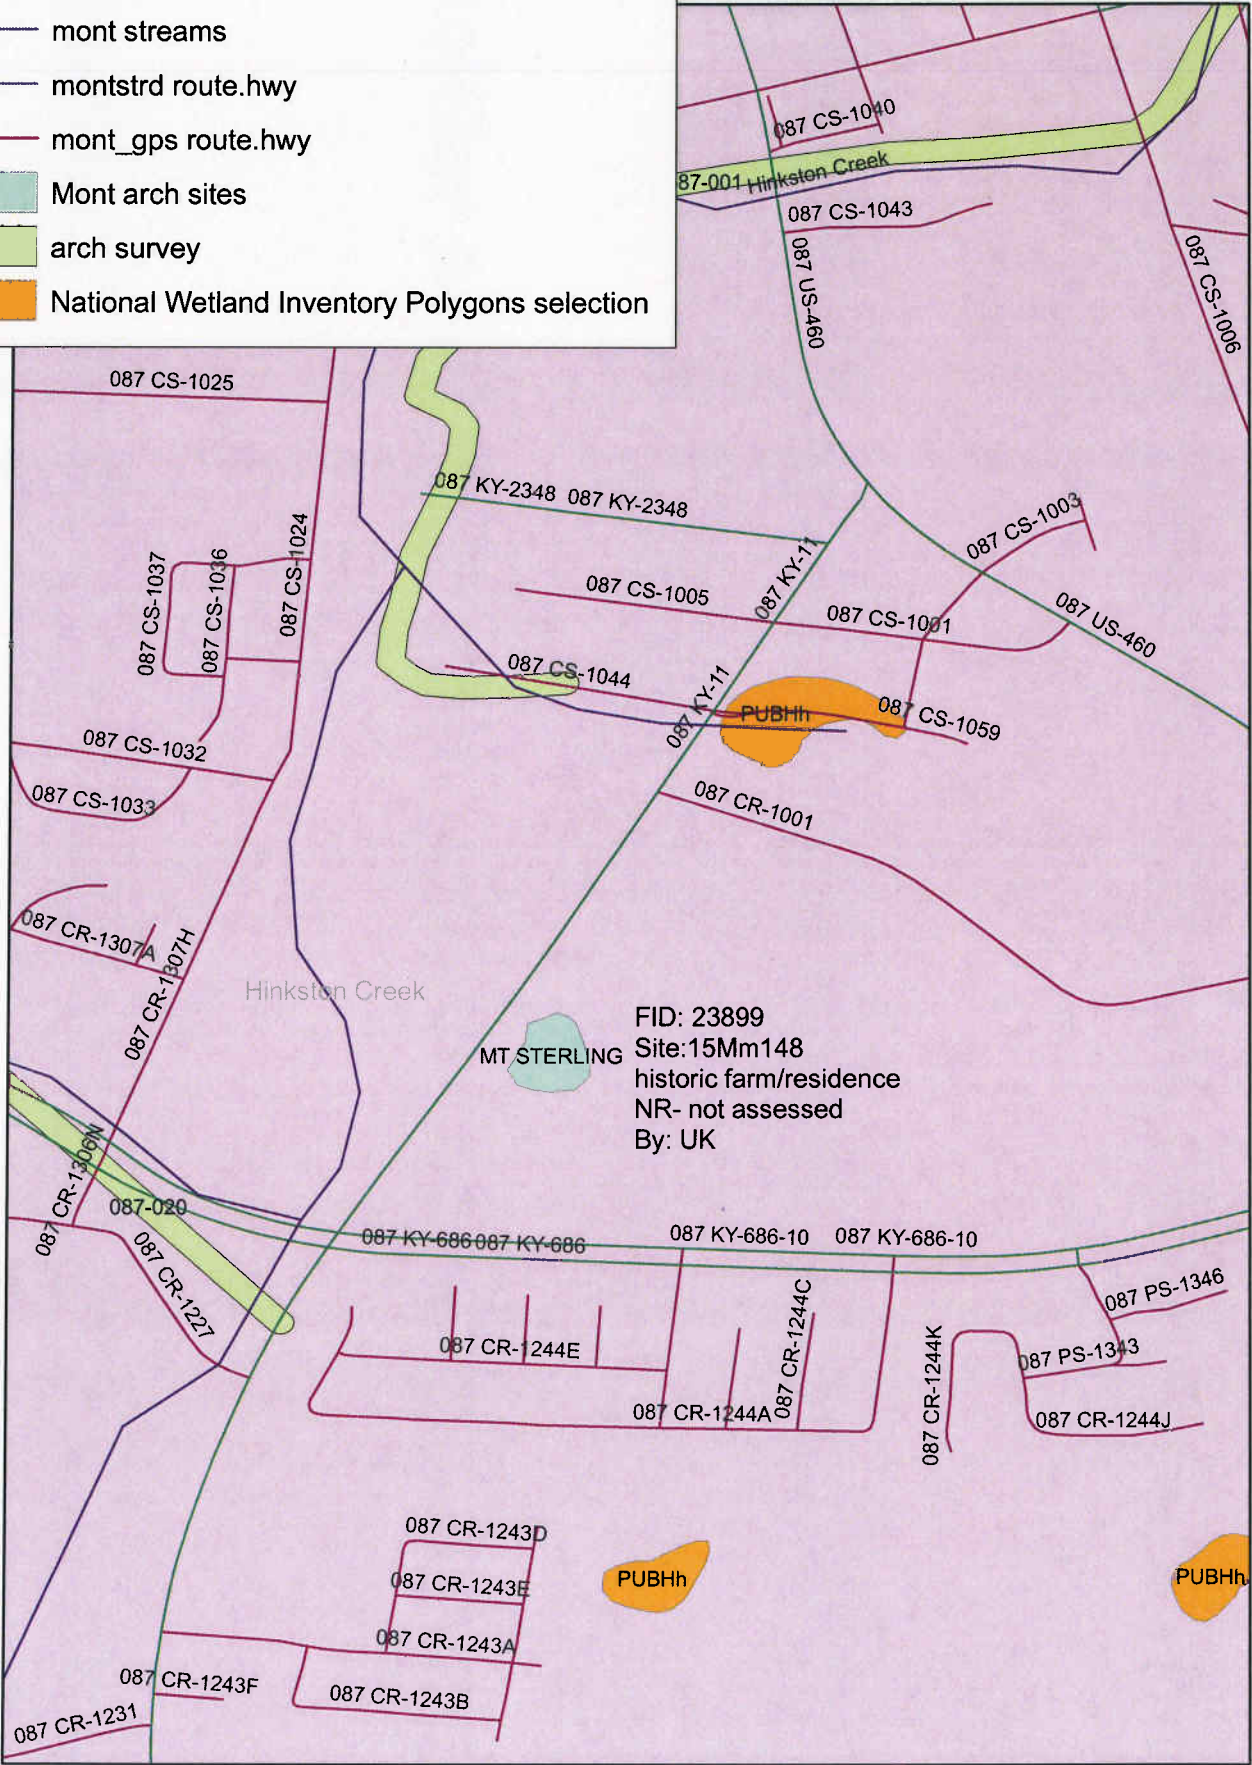 mont streams
montstrd route.hwy
mont_gps route.hwy
Mont arch sites
arch survey
National Wetland Inventory Polygons selection
087 CS-1040
87-001 Hinkston Creek
087 CS-1043
087 US-460
087 CS-1006
087 CS-1025
087 KY-2348 087 KY-2348
087 CS-1003
087 CS-1024
087 CS-1036
087 CS-1037
087 KY-11
087 CS-1005
087 CS-1001
087 US-460
087 CS-1044
087 KY-11
PUBHh
087 CS-1059
087 CS-1032
087 CS-1033
087 CR-1001
087 CR-1307A
087 CR-1307H
Hinkston Creek
MT STERLING
FID: 23899
Site:15Mm148
historic farm/residence
NR- not assessed
By: UK
087 CR-1306N
087-020
087 CR-1227
087 KY-686 087 KY-686
087 KY-686-10 087 KY-686-10
087 PS-1346
087 CR-1244E
087 CR-1244C
087 CR-1244K
087 PS-1343
087 CR-1244A
087 CR-1244J
087 CR-1243D
087 CR-1243E
PUBHh
PUBHh
087 CR-1243A
087 CR-1243F
087 CR-1243B
087 CR-1231